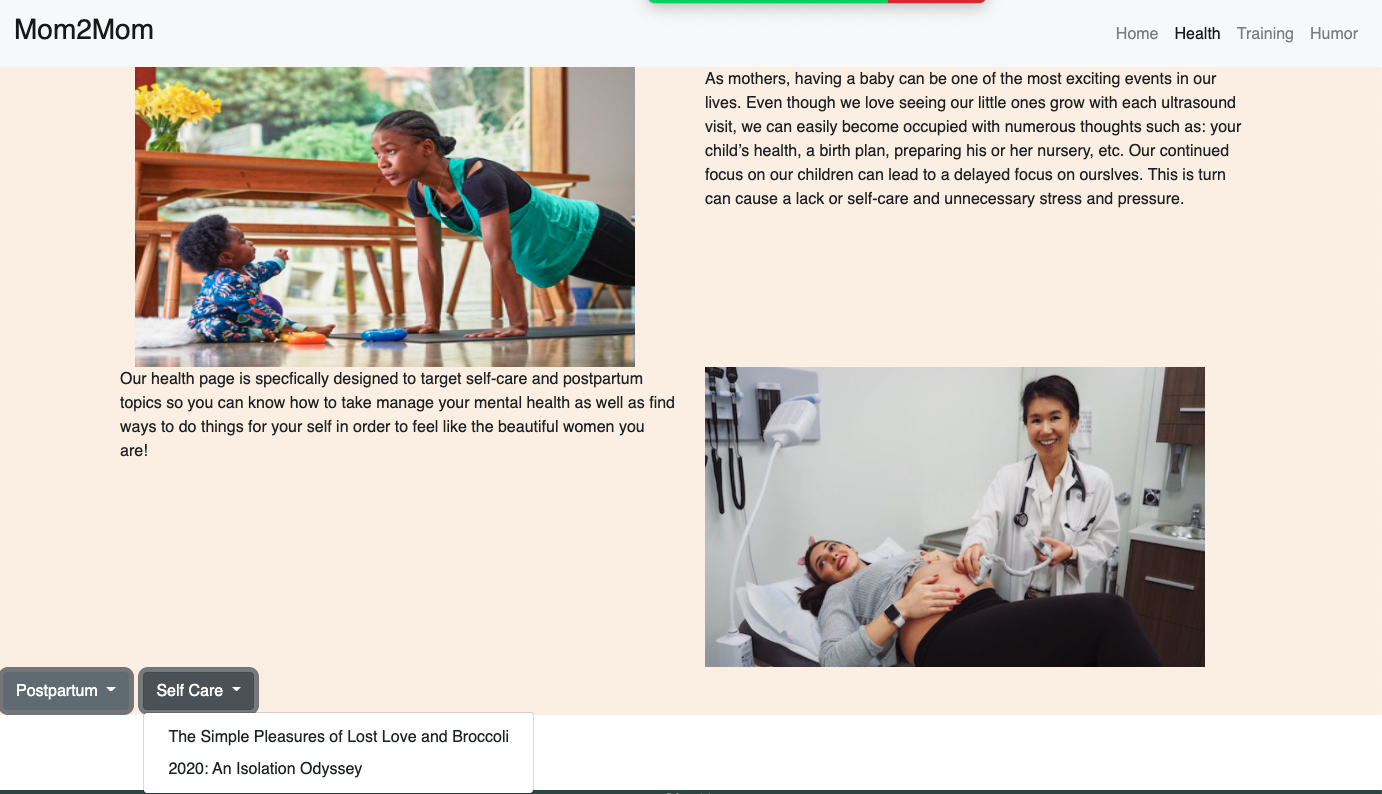 Mom2Mom
Home Health Training Humor
As mothers, having a baby can be one of the most exciting events in our
lives. Even though we love seeing our little ones grow with each ultrasound
visit, we can easily become occupied with numerous thoughts such as: your
child’s health, a birth plan, preparing his or her nursery, etc. Our continued
focus on our children can lead to a delayed focus on ourslves. This is turn
can cause a lack or self-care and unnecessary stress and pressure.
Our health page is specfically designed to target self-care and postpartum
topics so you can know how to take manage your mental health as well as find
ways to do things for your self in order to feel like the beautiful women you
are!
Postpartum Self Care
The Simple Pleasures of Lost Love and Broccoli
2020: An Isolation Odyssey